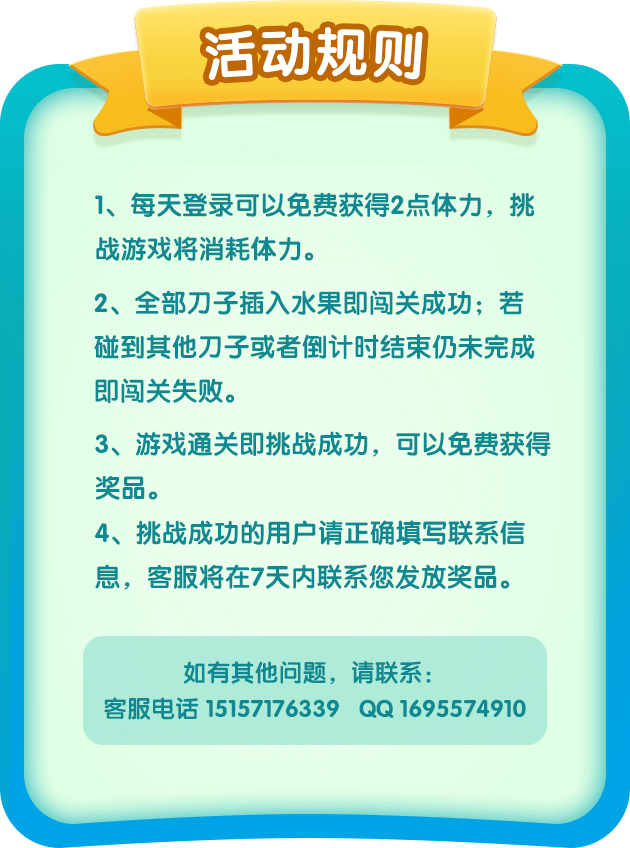 活动规则
1、每天登录可以免费获得2点体力，挑
战游戏将消耗体力。
2、全部刀子插入水果即闯关成功；若
碰到其他刀子或者倒计时结束仍未完成
即闯关失败。
3、游戏通关即挑战成功，可以免费获得
奖品。
4、挑战成功的用户请正确填写联系信
息，客服将在7天内联系您发放奖品。
如有其他问题，请联系：
客服电话 15157176339 QQ 1695574910